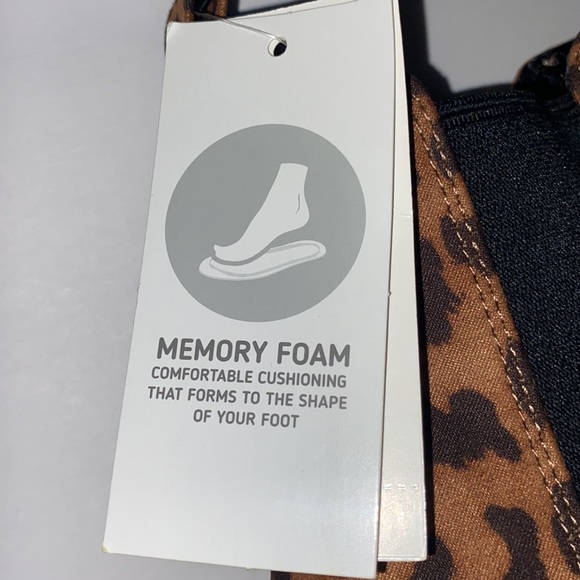 MEMORY FOAM
COMFORTABLE CUSHIONING
THAT FORMS TO THE SHAPE
OF YOUR FOOT